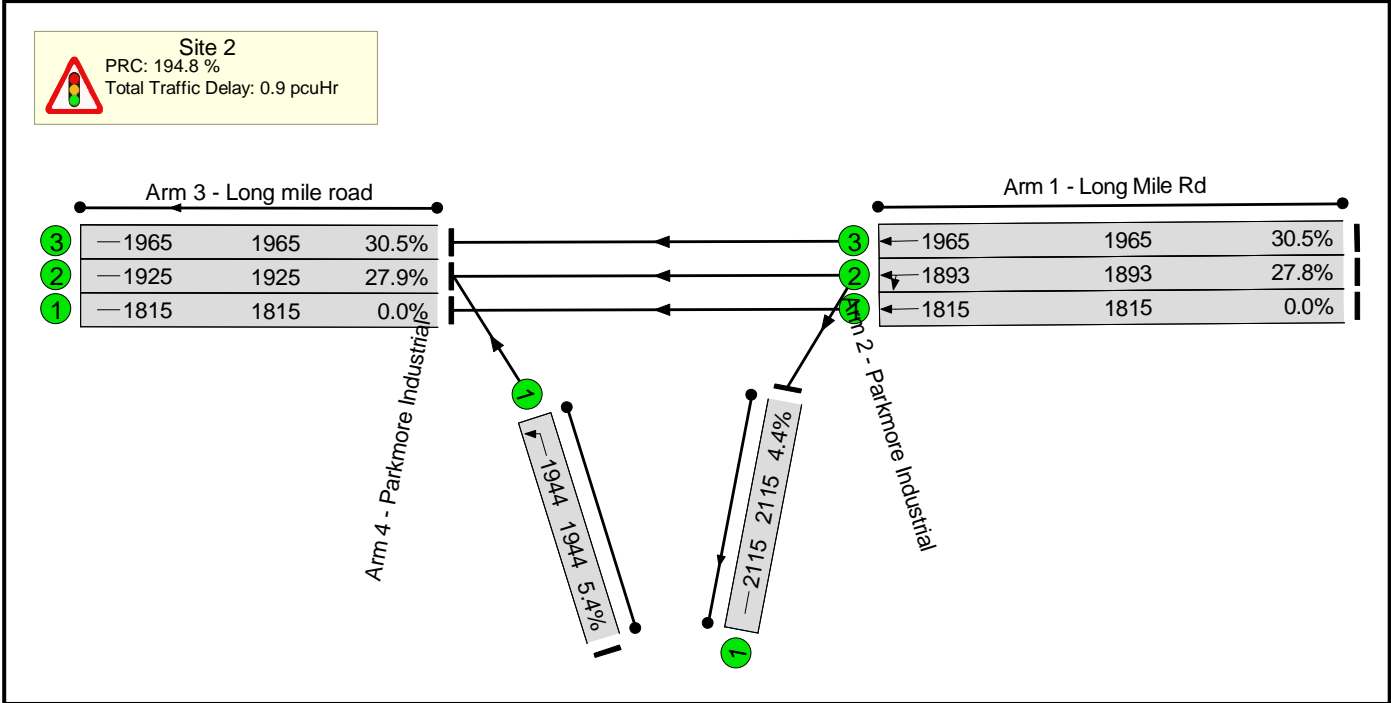 Site 2
PRC: 194.8 %
Total Traffic Delay: 0.9 pcuHr
Arm 3 - Long mile road
Arm 1 - Long Mile Rd
3 1965 1965 30.5%
2 1925 1925 27.9%
1 1815 1815 0.0%
3 1965 1965 30.5%
2 1893 1893 27.8%
1 1815 1815 0.0%
Arm 4 - Parkmore Industrial
1
1944 1944 5.4%
2115 2115 4.4%
1
Arm 2 - Parkmore Industrial